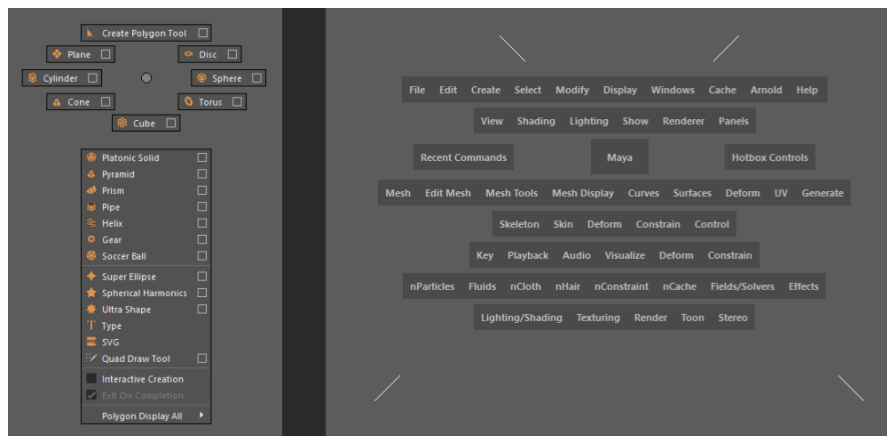 Create Polygon Tool
Plane Disc
Cylinder Sphere
Cone Torus
Cube
Platonic Solid
Pyramid
Prism
Pipe
Helix
Gear
Soccer Ball
Super Ellipse
Spherical Harmonics
Ultra Shape
Type
SVG
Quad Draw Tool
Interactive Creation
Exit On Completion
Polygon Display All
File Edit Create Select Modify Display Windows Cache Arnold Help
View Shading Lighting Show Renderer Panels
Recent Commands Maya Hotbox Controls
Mesh Edit Mesh Mesh Tools Mesh Display Curves Surfaces Deform UV Generate
Skeleton Skin Deform Constrain Control
Key Playback Audio Visualize Deform Constrain
nParticles Fluids nCloth nHair nConstraint nCache Fields/Solvers Effects
Lighting/Shading Texturing Render Toon Stereo